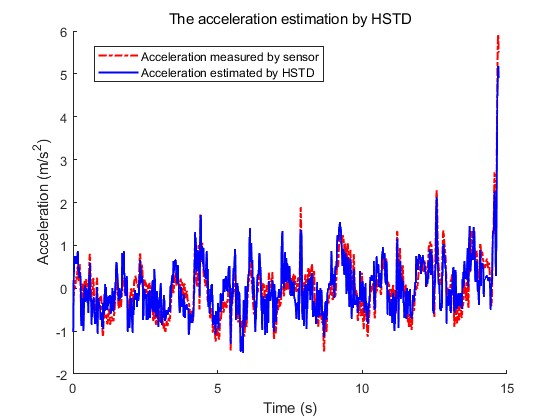 The acceleration estimation by HSTD
Acceleration measured by sensor
Acceleration estimated by HSTD
Acceleration (m/s²)
6
5
4
3
2
1
0
-1
-2
0
5
10
15
Time (s)